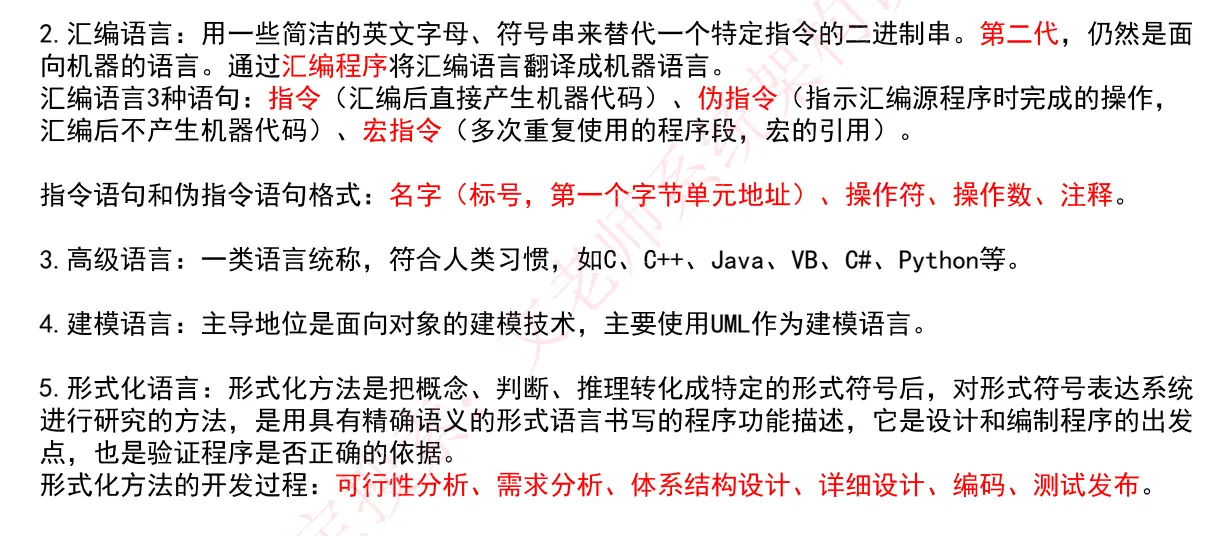 2.汇编语言：用一些简洁的英文字母、符号串来替代一个特定指令的二进制串。第二代，仍然是面
向机器的语言。通过汇编程序将汇编语言翻译成机器语言。
汇编语言3种语句：指令（汇编后直接产生机器代码）、伪指令（指示汇编源程序时完成的操作，
汇编后不产生机器代码）、宏指令（多次重复使用的程序段，宏的引用）。
指令语句和伪指令语句格式：名字（标号，第一个字节单元地址）、操作符、操作数、注释。
3.高级语言：一类语言统称，符合人类习惯，如C、C++、Java、VB、C#、Python等。
4.建模语言：主导地位是面向对象的建模技术，主要使用UML作为建模语言。
5.形式化语言：形式化方法是把概念、判断、推理转化成特定的形式符号后，对形式符号表达系统
进行研究的方法，是用具有精确语义的形式语言书写的程序功能描述，它是设计和编制程序的出发
点，也是验证程序是否正确的依据。
形式化方法的开发过程：可行性分析、需求分析、体系结构设计、详细设计、编码、测试发布。
文老师系统架构